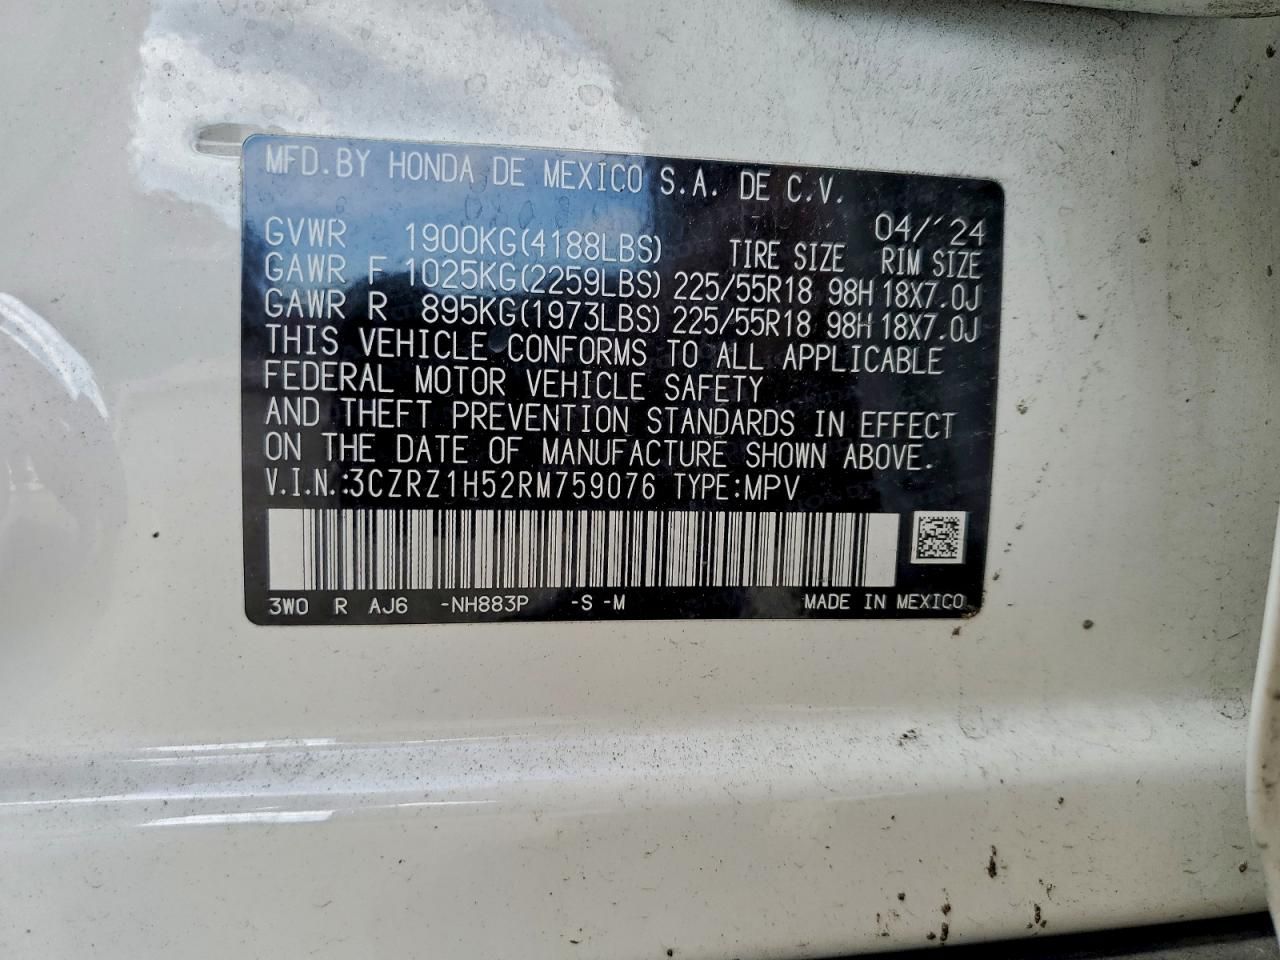 MFD.BY HONDA DE MEXICO S.A. DE C.V.
04/''24
GVWR 1900KG(4188LBS) TIRE SIZE RIM SIZE
GAWR F 1025KG(2259LBS) 225/55R18 98H 18X7.0J
GAWR R 895KG(1973LBS) 225/55R18 98H 18X7.0J
THIS VEHICLE CONFORMS TO ALL APPLICABLE
FEDERAL MOTOR VEHICLE SAFETY
AND THEFT PREVENTION STANDARDS IN EFFECT
ON THE DATE OF MANUFACTURE SHOWN ABOVE.
V.I.N.:3CZRZ1H52RM759076 TYPE:MPV
3W0 R AJ6 -NH883P -S -M MADE IN MEXICO